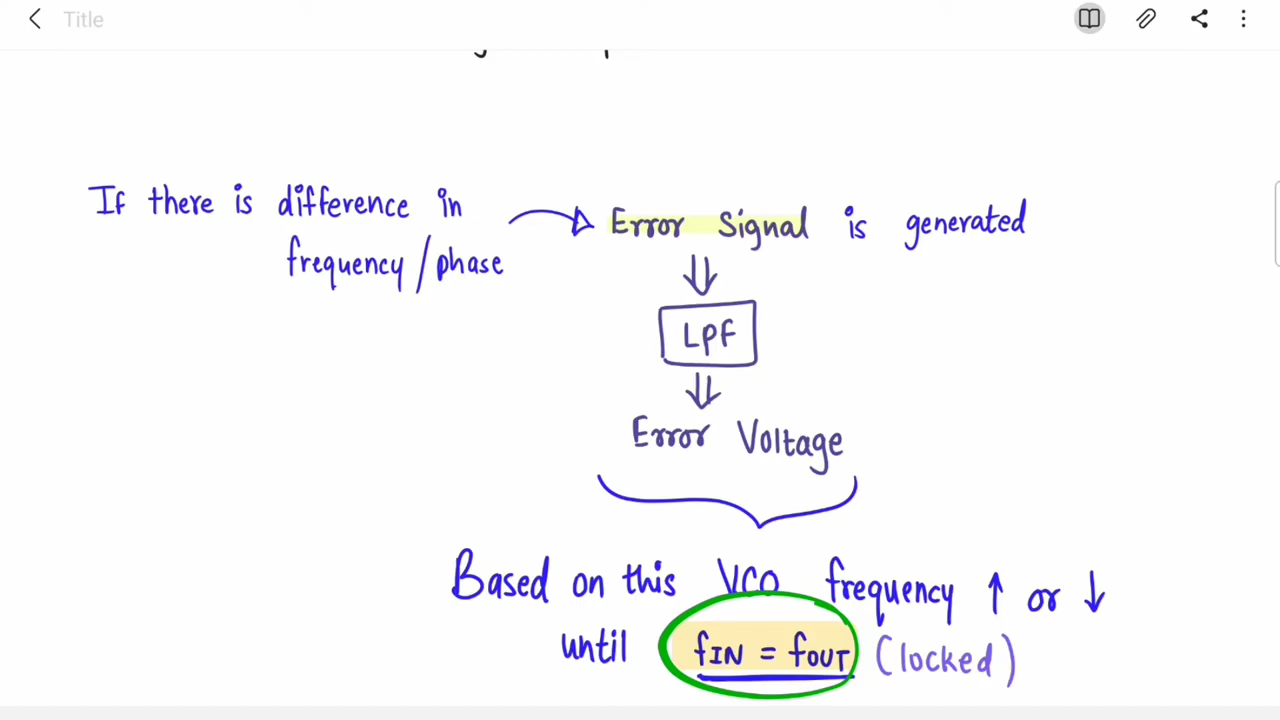 Title
If there is difference in
frequency/phase
Error Signal is generated
LPF
Error Voltage
Based on this VCO frequency ↑ or ↓
until fIN = fOUT (locked)